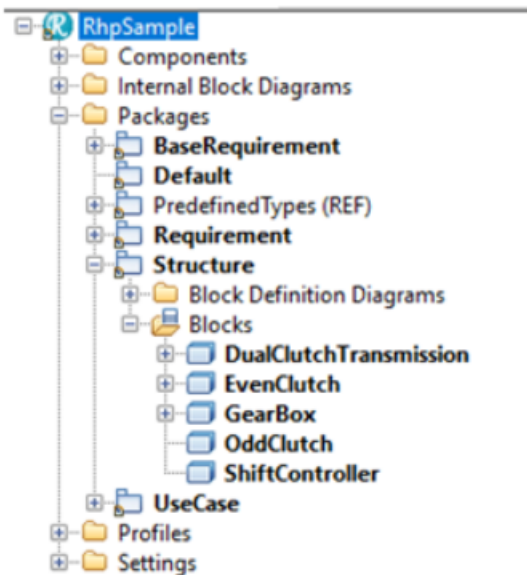 RhpSample
Components
Internal Block Diagrams
Packages
BaseRequirement
Default
PredefinedTypes (REF)
Requirement
Structure
Block Definition Diagrams
Blocks
DualClutchTransmission
EvenClutch
GearBox
OddClutch
ShiftController
UseCase
Profiles
Settings